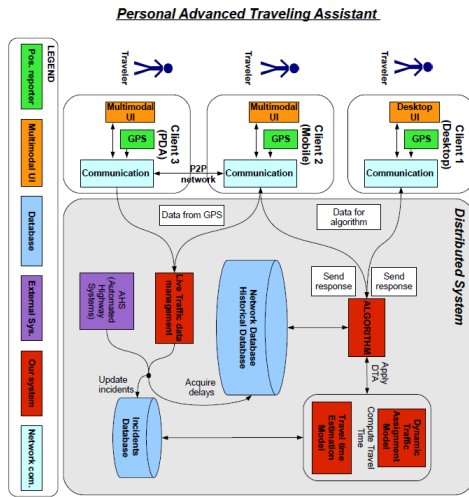 Personal Advanced Traveling Assistant
LEGEND
Pos. reporter
Multimodal UI
Database
External Sys.
Our system
Network com.
Traveler
Traveler
Traveler
Multimodal
UI
GPS
Client 3
(PDA)
Communication
P2P
network
Multimodal
UI
GPS
Client 2
(Mobile)
Communication
Desktop
UI
GPS
Client 1
(Desktop)
Communication
Distributed System
Data from GPS
Data for
algorithm
Send
response
Send
response
AHS
(Automated
Highway
Systems)
Live Traffic data
management
Network Database
Historical Database
ALGORITHM
Apply
DTA
Update
incidents
Acquire
delays
Incidents
Database
Travel time
Estimation
Model
Compute Travel
Time
Dynamic
Traffic
Assignment
Model